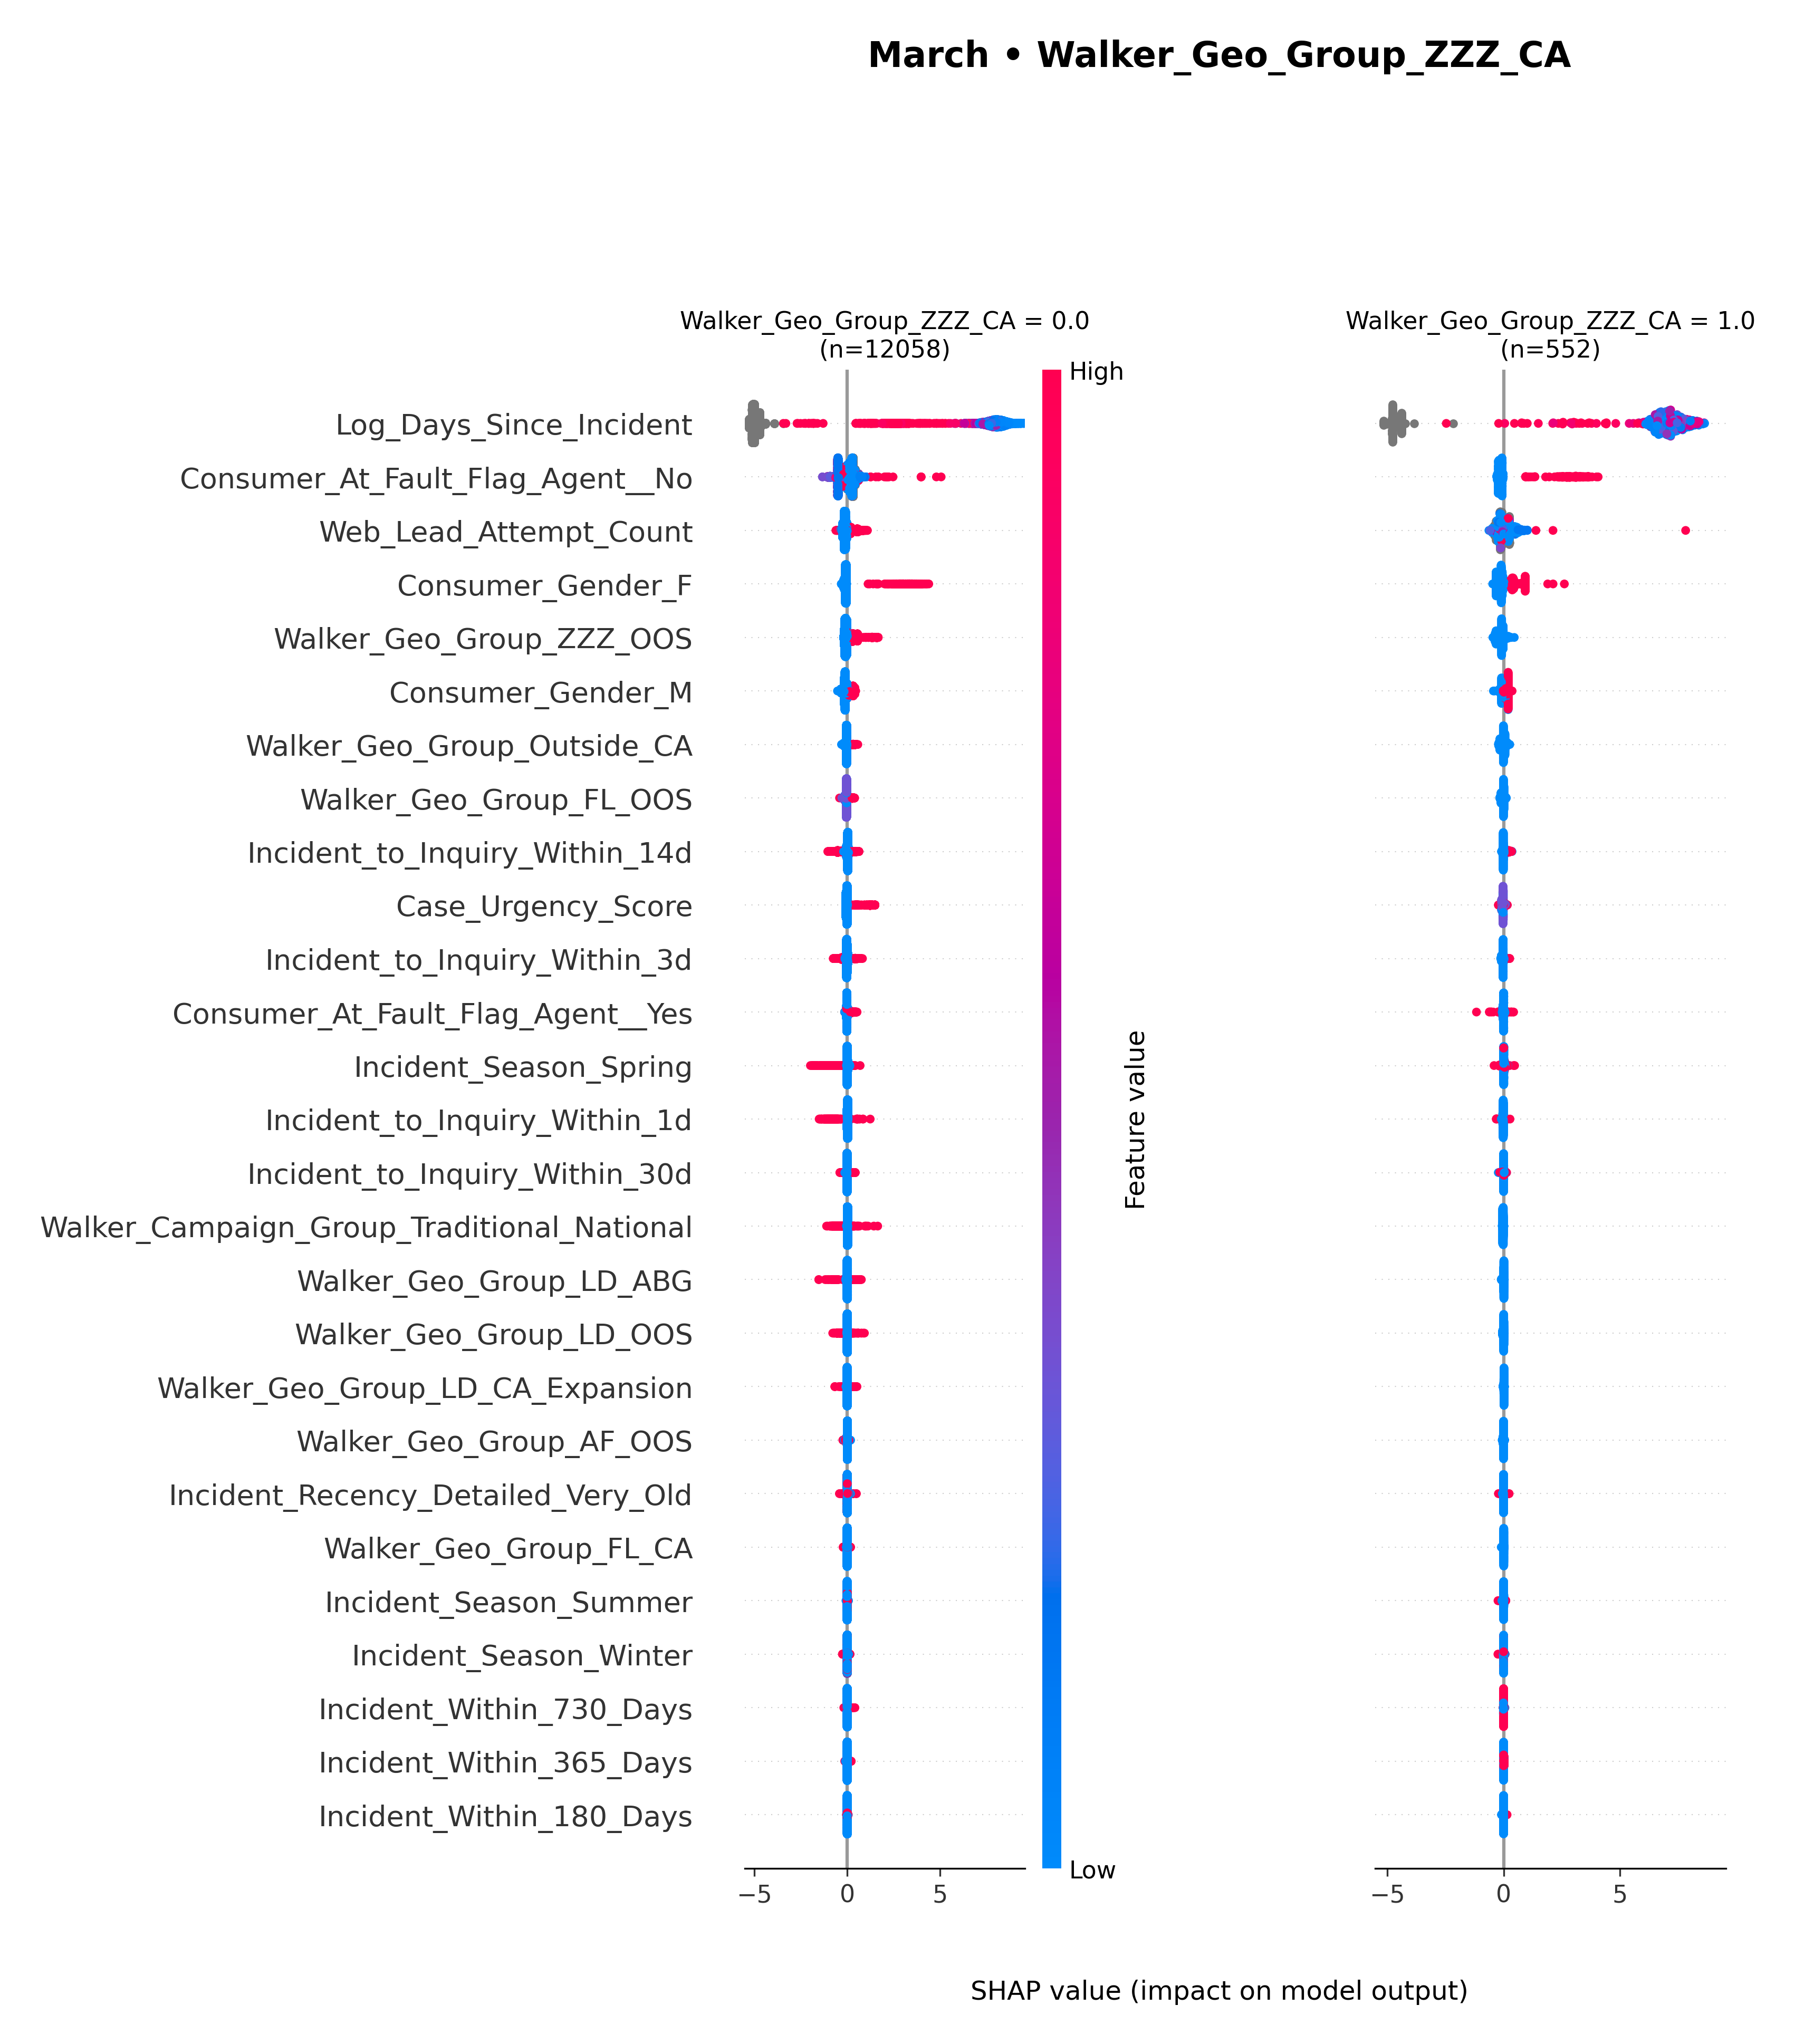 March • Walker_Geo_Group_ZZZ_CA
Walker_Geo_Group_ZZZ_CA = 0.0
(n=12058)
Walker_Geo_Group_ZZZ_CA = 1.0
(n=552)
High
Log_Days_Since_Incident
Consumer_At_Fault_Flag_Agent__No
Web_Lead_Attempt_Count
Consumer_Gender_F
Walker_Geo_Group_ZZZ_OOS
Consumer_Gender_M
Walker_Geo_Group_Outside_CA
Walker_Geo_Group_FL_OOS
Incident_to_Inquiry_Within_14d
Case_Urgency_Score
Incident_to_Inquiry_Within_3d
Consumer_At_Fault_Flag_Agent__Yes
Incident_Season_Spring
Incident_to_Inquiry_Within_1d
Incident_to_Inquiry_Within_30d
Walker_Campaign_Group_Traditional_National
Walker_Geo_Group_LD_ABG
Walker_Geo_Group_LD_OOS
Walker_Geo_Group_LD_CA_Expansion
Walker_Geo_Group_AF_OOS
Incident_Recency_Detailed_Very_Old
Walker_Geo_Group_FL_CA
Incident_Season_Summer
Incident_Season_Winter
Incident_Within_730_Days
Incident_Within_365_Days
Incident_Within_180_Days
Feature value
Low
−5 0 5
−5 0 5
SHAP value (impact on model output)